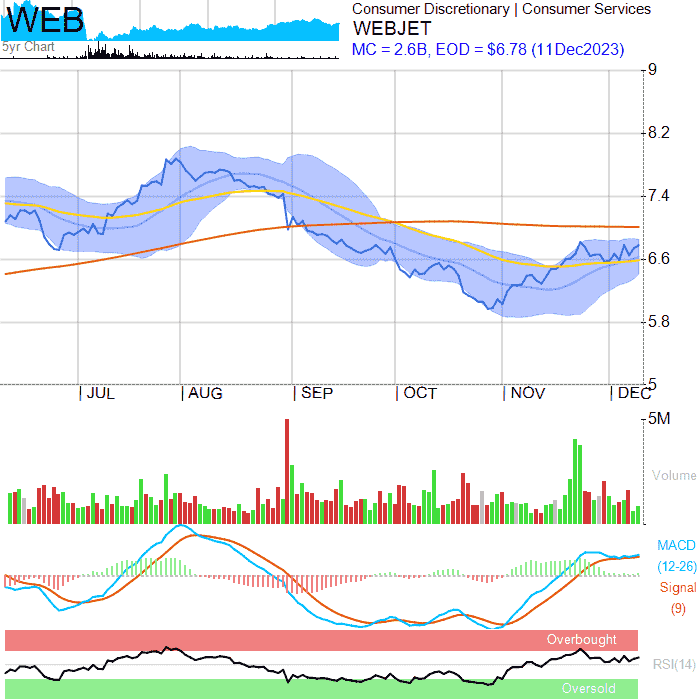 WEB
5yr Chart
Consumer Discretionary | Consumer Services
WEBJET
MC = 2.6B, EOD = $6.78 (11Dec2023)
9
8.2
7.4
6.6
5.8
5
JUL
AUG
SEP
OCT
NOV
DEC
5M
Volume
MACD
(12-26)
Signal
(9)
Overbought
RSI(14)
Oversold